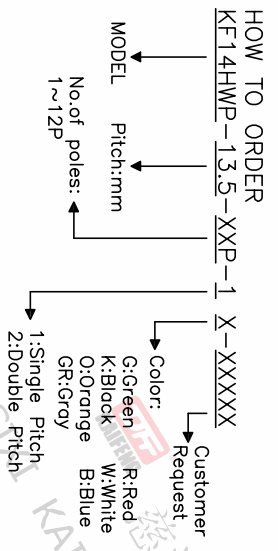 HOW TO ORDER
KF14HWP-13.5-XXP-1 X-XXXXX
MODEL
Pitch:mm
No.of poles:
1~12P
1:Single Pitch
2:Double Pitch
Color:
G:Green R:Red
K:Black W:White
O:Orange B:Blue
GR:Gray
Customer
Request